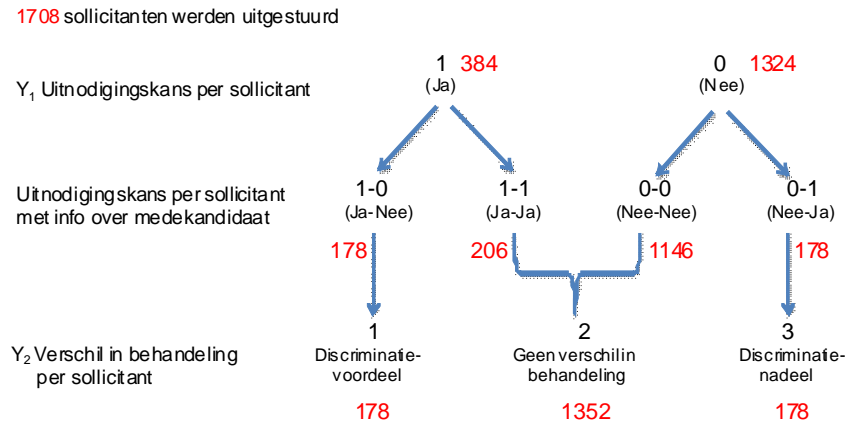 1708 sollicitanten werden uitgestuurd
1 384
(Ja)
0 1324
(Nee)
Y1 Uitnodigingskans per sollicitant
Uitnodigingskans per sollicitant
met info over medekandidaat
1-0
(Ja-Nee)
1-1
(Ja-Ja)
0-0
(Nee-Nee)
0-1
(Nee-Ja)
178
206
1146
178
Y2 Verschil in behandeling
per sollicitant
1
Discriminatie-
voordeel
2
Geen verschil in
behandeling
3
Discriminatie-
nadeel
178
1352
178